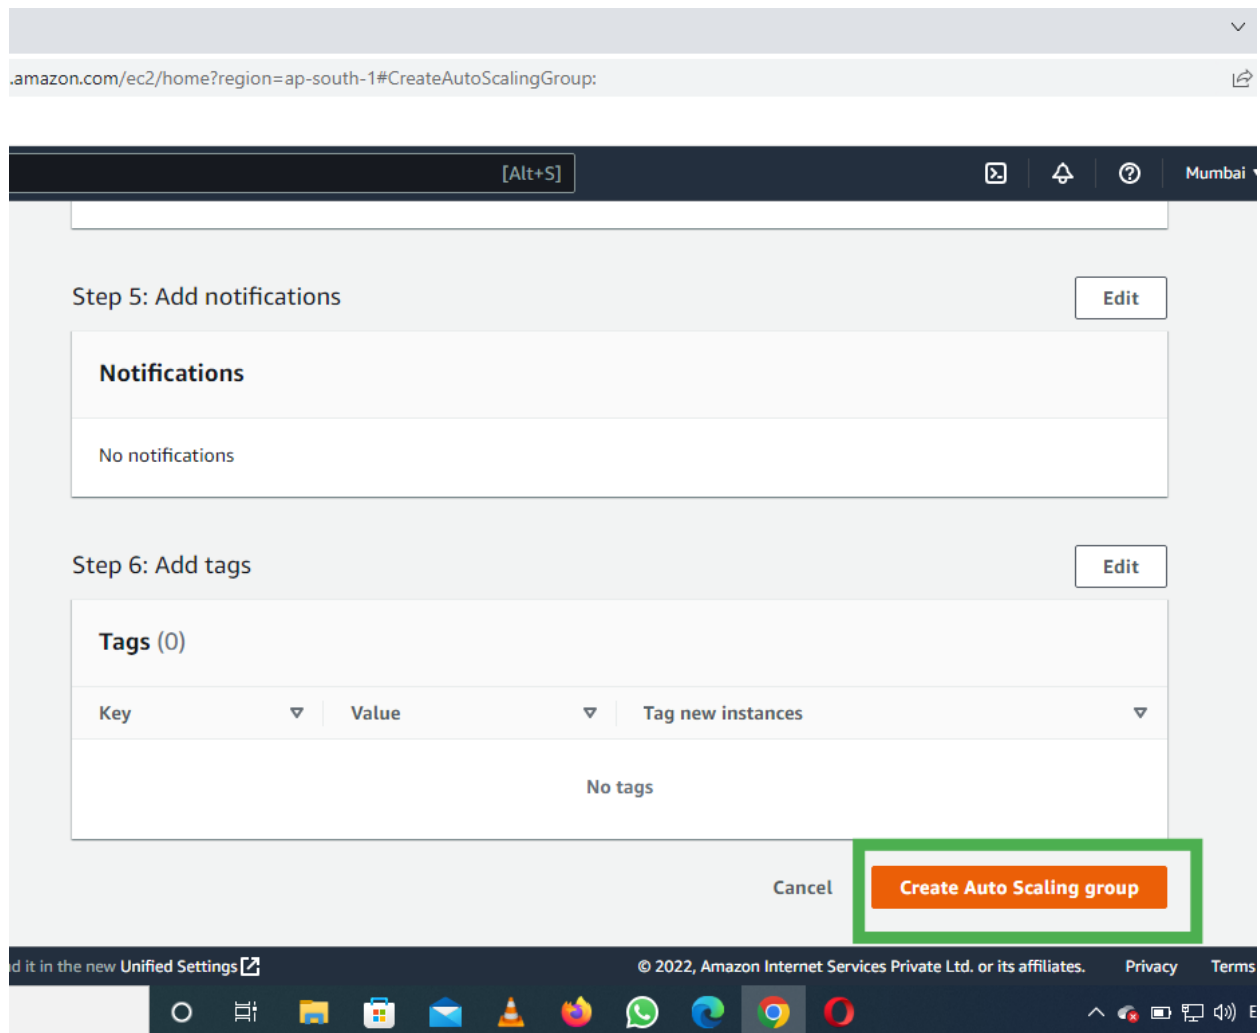 .amazon.com/ec2/home?region=ap-south-1#CreateAutoScalingGroup:
[Alt+S] Mumbai
Step 5: Add notifications Edit
Notifications
No notifications
Step 6: Add tags Edit
Tags (0)
Key Value Tag new instances
No tags
Cancel Create Auto Scaling group
d it in the new Unified Settings © 2022, Amazon Internet Services Private Ltd. or its affiliates. Privacy Terms